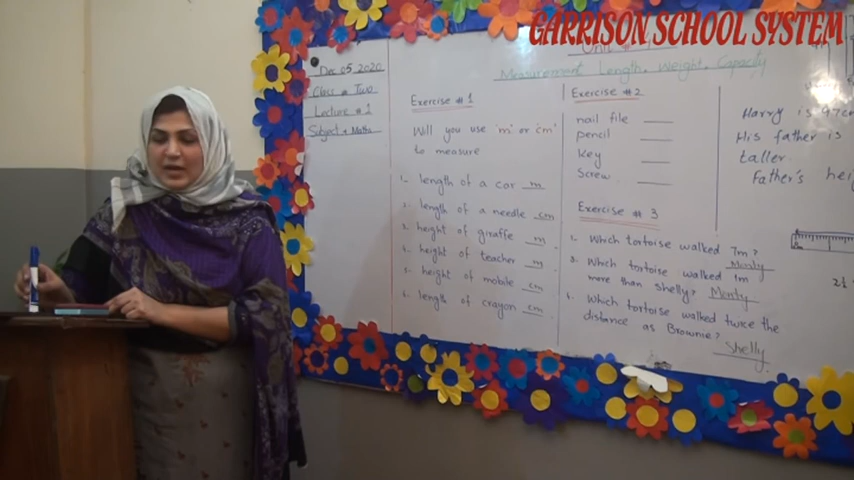 GARRISON SCHOOL SYSTEM
Unit #
Measurement Length, Weight, Capacity
Dec 05 2020
Class # Two
Lecture # 1
Subject + Maths
Exercise # 1
Will you use 'm' or 'cm'
to measure
1- length of a car m
2- length of a needle cm
3- height of giraffe m
4- height of teacher m
5- height of mobile cm
6- length of crayon cm
Exercise # 2
nail file
pencil
key
screw
Exercise # 3
1- Which tortoise walked 7m?
Monty
3- Which tortoise walked 1m
more than shelly? Monty
6- Which tortoise walked twice the
distance as Brownie?
Shelly
Harry is
His father is
taller
Father's
2½